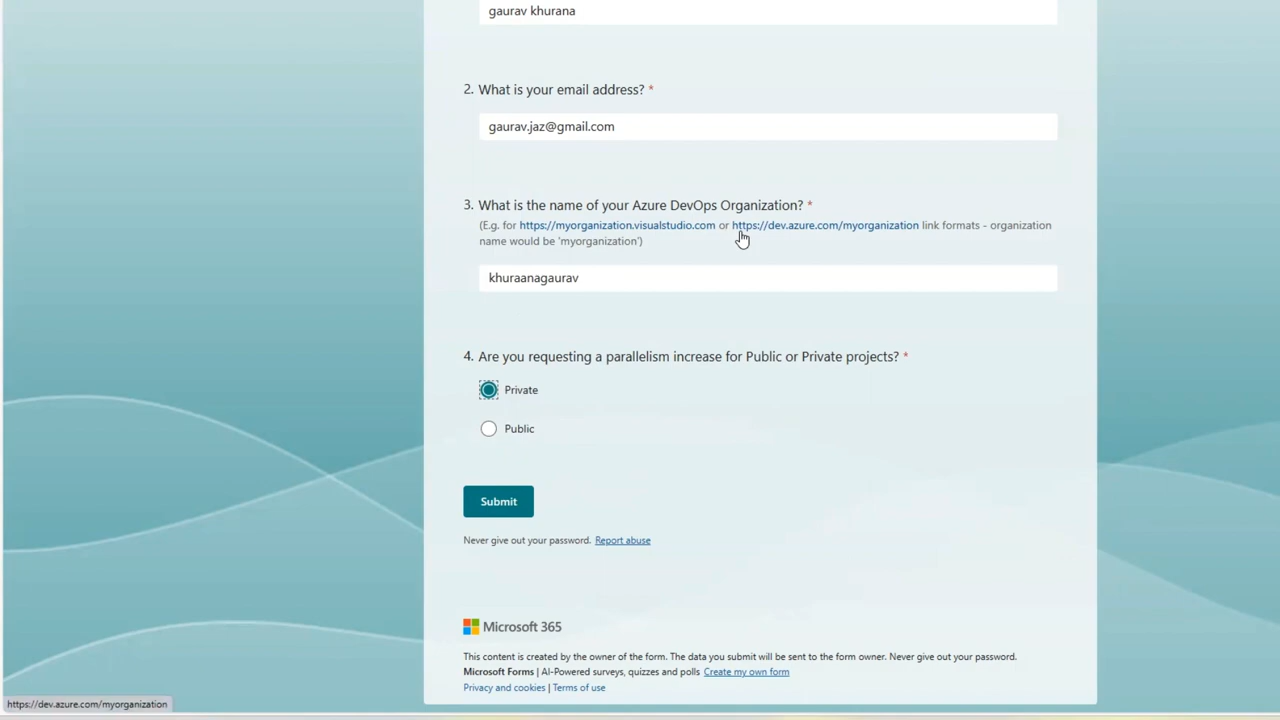 gaurav khurana
2. What is your email address? *
gaurav.jaz@gmail.com
3. What is the name of your Azure DevOps Organization? *
(E.g. for https://myorganization.visualstudio.com or https://dev.azure.com/myorganization link formats - organization
name would be 'myorganization')
khuraanagaurav
4. Are you requesting a parallelism increase for Public or Private projects? *
Private
Public
Submit
Never give out your password. Report abuse
Microsoft 365
This content is created by the owner of the form. The data you submit will be sent to the form owner. Never give out your password.
Microsoft Forms | AI-Powered surveys, quizzes and polls Create my own form
Privacy and cookies | Terms of use
https://dev.azure.com/myorganization